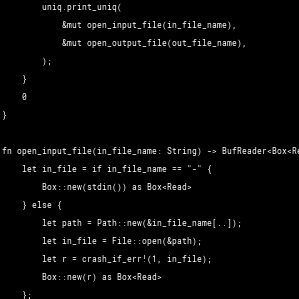 uniq.print_uniq(
&mut open_input_file(in_file_name),
&mut open_output_file(out_file_name),
);
}
0
}
fn open_input_file(in_file_name: String) -> BufReader<Box<Re
let in_file = if in_file_name == "-" {
Box::new(stdin()) as Box<Read>
} else {
let path = Path::new(&in_file_name[..]);
let in_file = File::open(&path);
let r = crash_if_err!(1, in_file);
Box::new(r) as Box<Read>
};